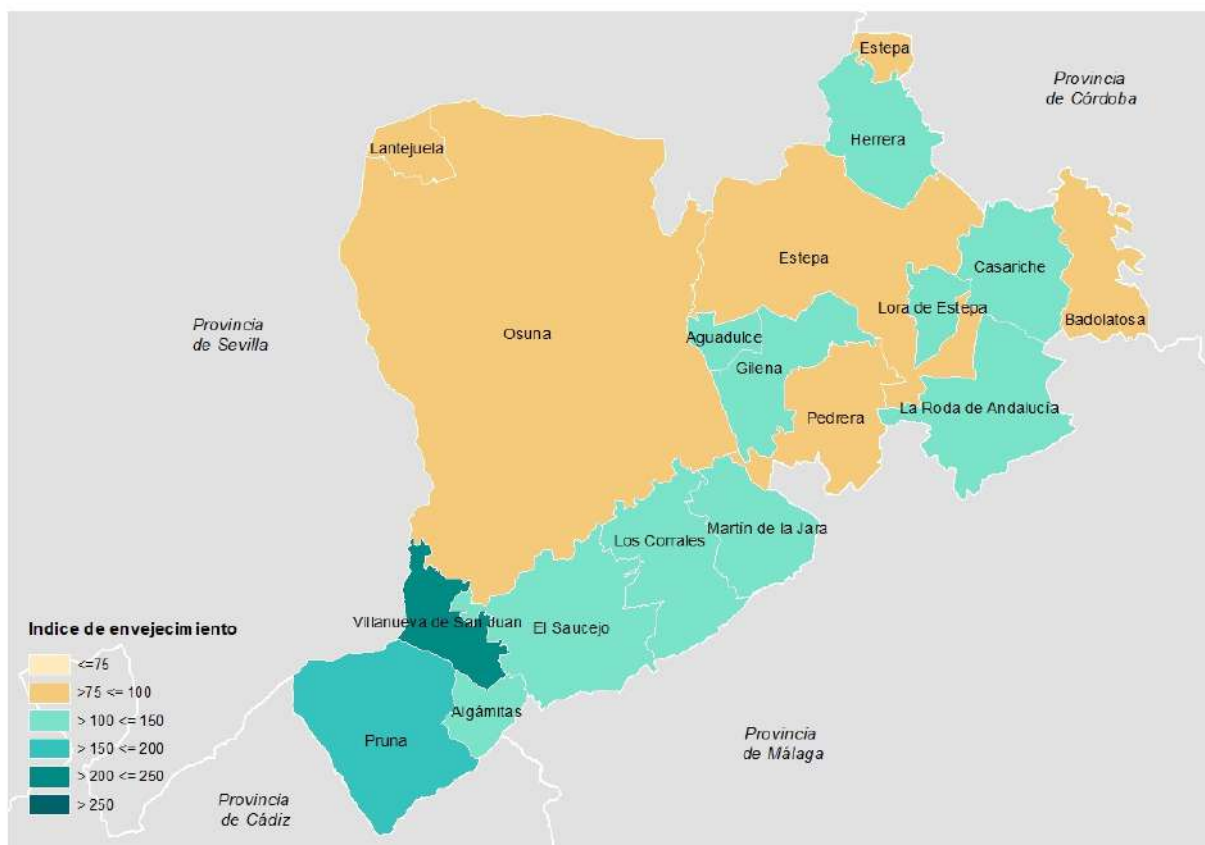 Estepa
Provincia
de Córdoba
Herrera
Lantejuela
Estepa
Casariche
Lora de Estepa
Badolatosa
Provincia
de Sevilla
Osuna
Aguadulce
Gilena
Pedrera
La Roda de Andalucía
Martín de la Jara
Los Corrales
Villanueva de San Juan
El Saucejo
Algámitas
Pruna
Provincia
de Málaga
Provincia
de Cádiz
Indice de envejecimiento
<=75
>75 <= 100
> 100 <= 150
> 150 <= 200
> 200 <= 250
> 250